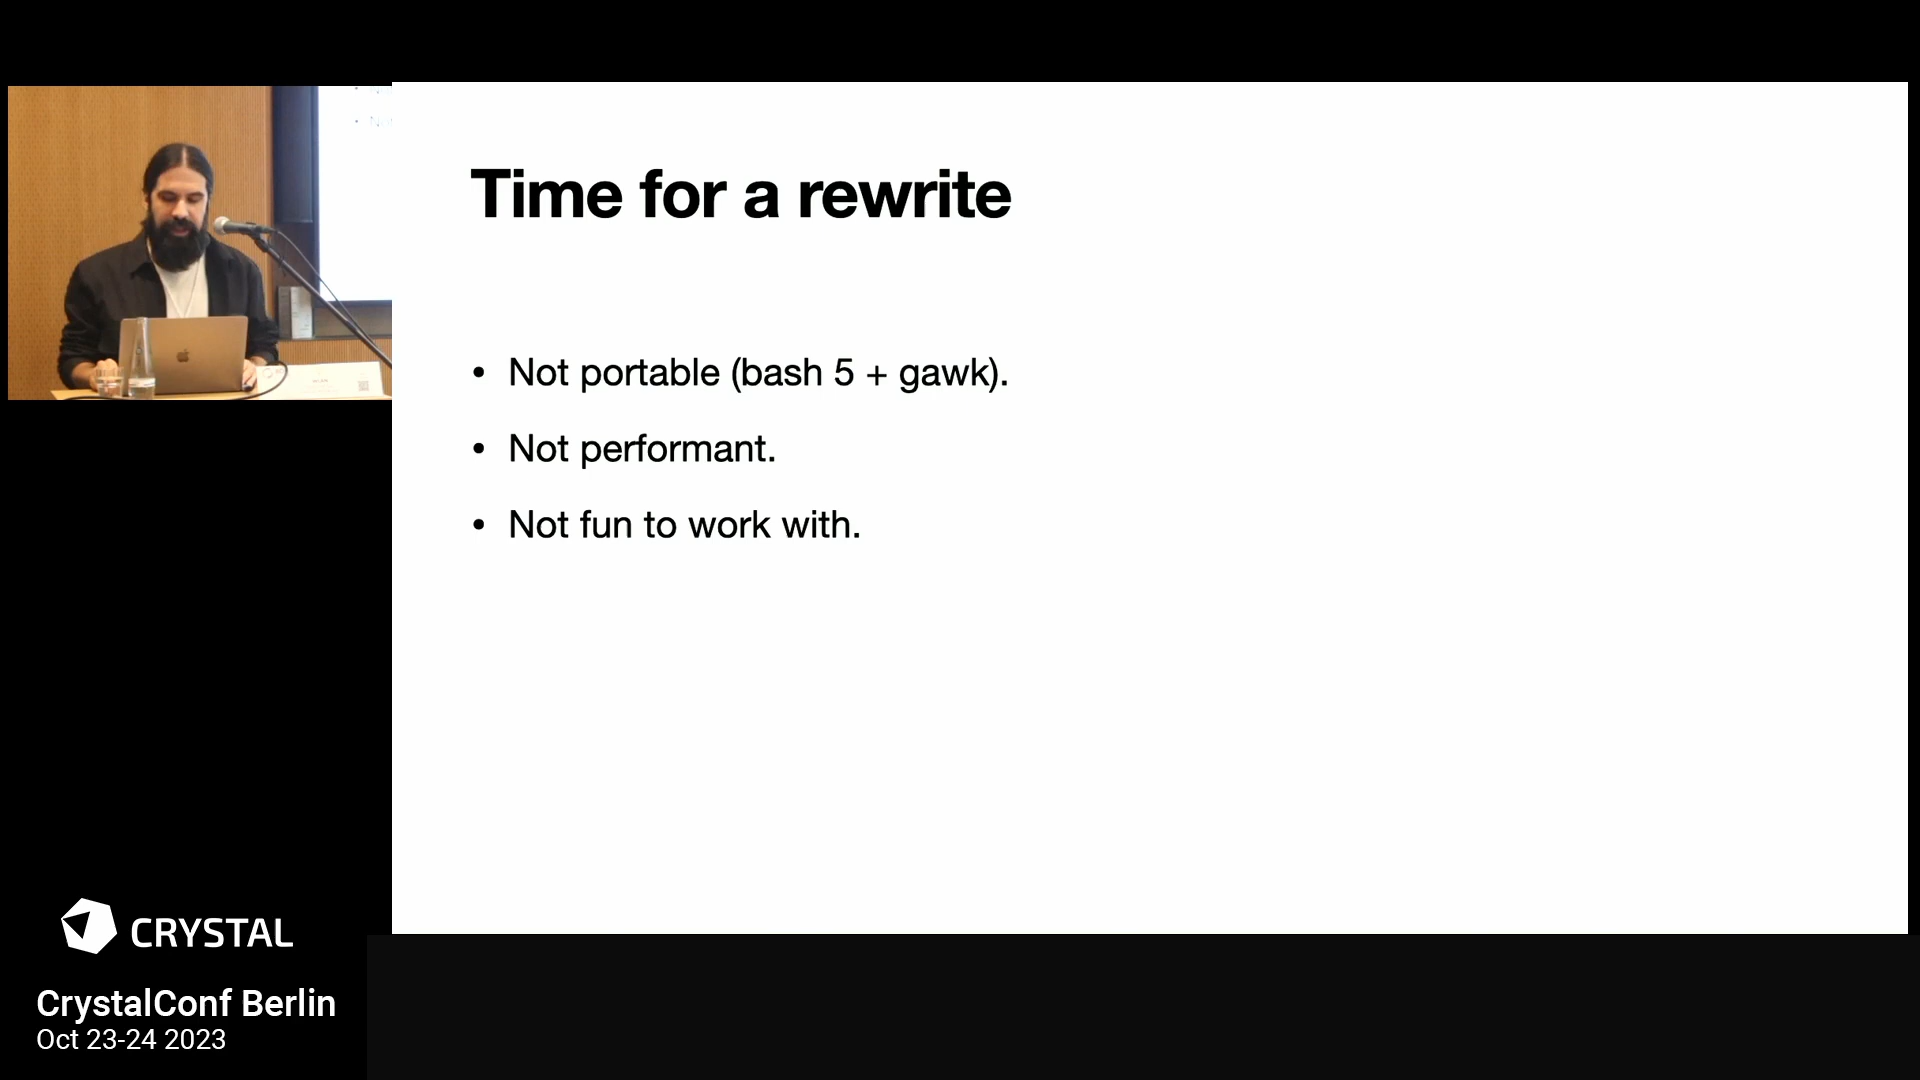 Time for a rewrite
• Not portable (bash 5 + gawk).
• Not performant.
• Not fun to work with.
CRYSTAL
CrystalConf Berlin
Oct 23-24 2023